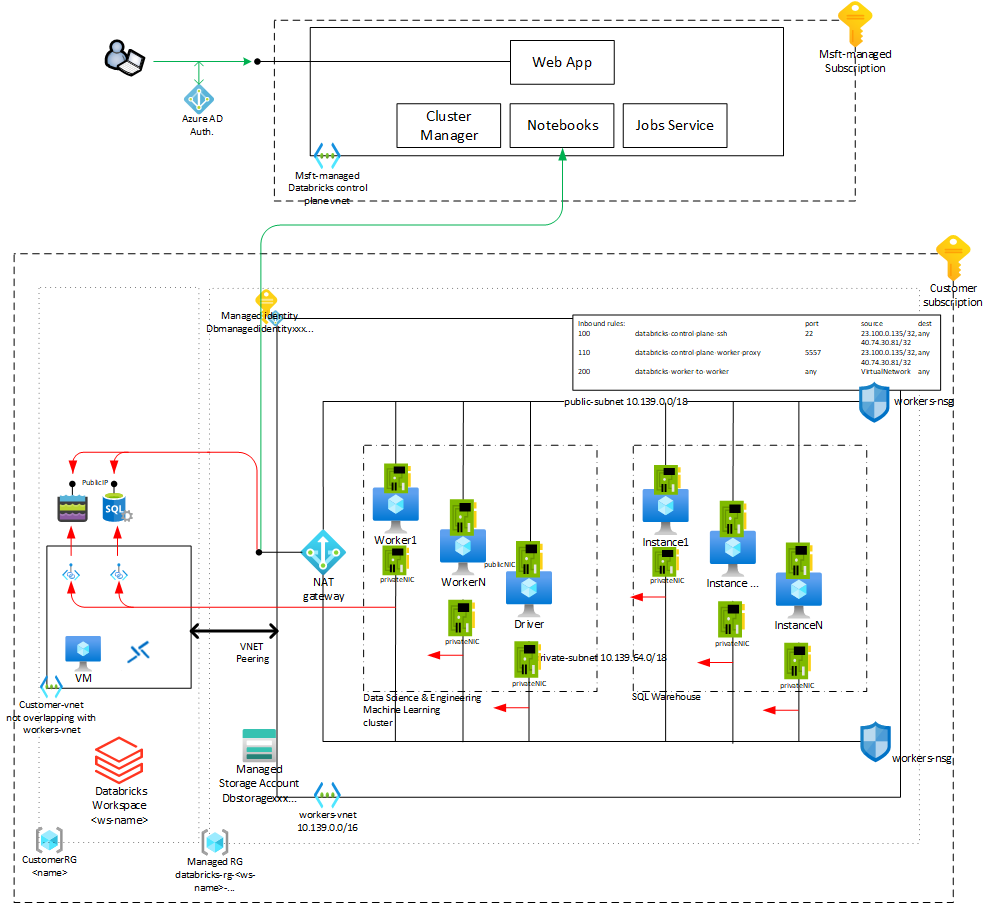 Msft-managed
Subscription
Web App
Cluster
Manager
Notebooks
Jobs Service
Azure AD
Auth.
Msft-managed
Databricks control
plane vnet
Customer
subscription
Managed identity
Dbmanagedidentityxxx...
Inbound rules: port source dest
100 databricks-control-plane-ssh 22 23.100.0.135/32, any
40.74.30.81/32
110 databricks-control-plane-worker-proxy 5557 23.100.0.135/32, any
40.74.30.81/32
200 databricks-worker-to-worker any VirtualNetwork any
public-subnet 10.139.0.0/18
workers-nsg
PublicIP
SQL
Worker1
privateNIC
WorkerN
publicNIC
privateNIC
Driver
privateNIC
Instance1
privateNIC
Instance ...
privateNIC
InstanceN
privateNIC
NAT
gateway
VNET
Peering
VM
private-subnet 10.139.64.0/18
Data Science & Engineering
Machine Learning
cluster
SQL Warehouse
Customer-vnet
not overlapping with
workers-vnet
Databricks
Workspace
<ws-name>
Managed
Storage Account
Dbstoragexxx...
workers-nsg
workers-vnet
10.139.0.0/16
CustomerRG
<name>
Managed RG
databricks-rg-<ws-
name>-...